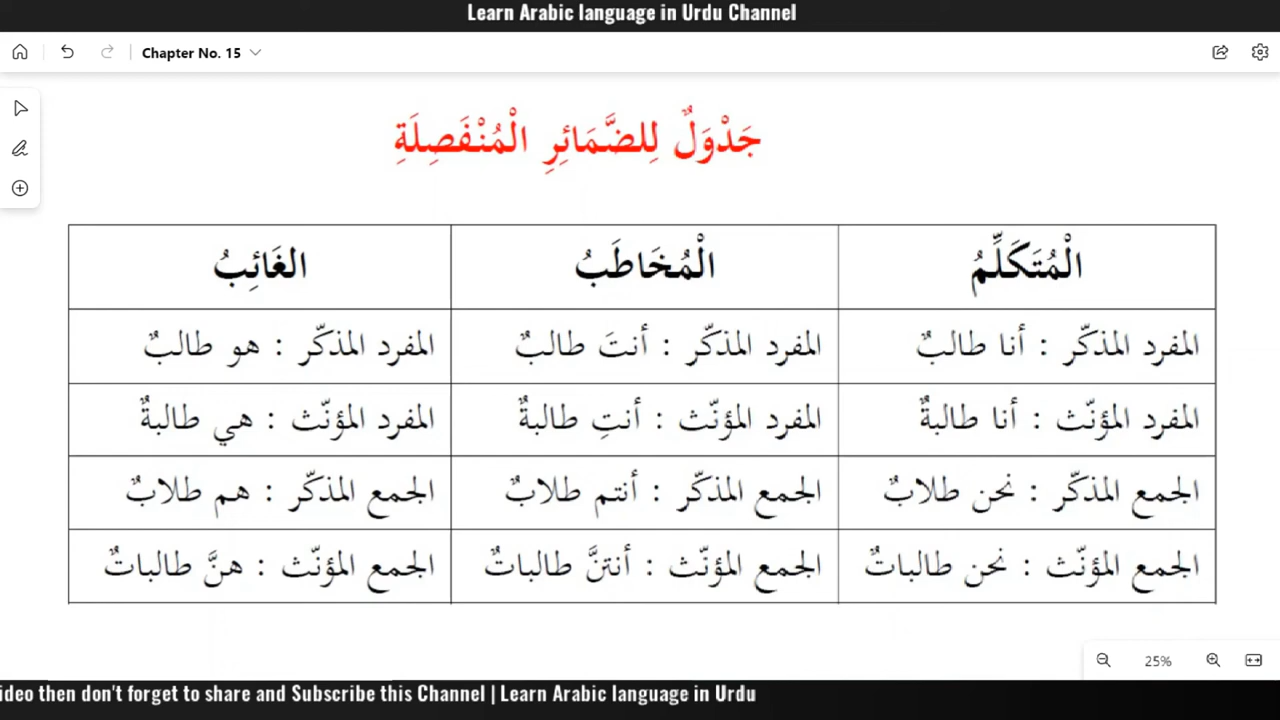 Learn Arabic language in Urdu Channel
Chapter No. 15
جَدْوَلٌ لِلضَّمَائِرِ الْمُنْفَصِلَةِ
الْمُتَكَلِّمُ الْمُخَاطَبُ الغَائِبُ
المفرد المذكّر : أنا طالبٌ المفرد المذكّر : أنتَ طالبٌ المفرد المذكّر : هو طالبٌ
المفرد المؤنّث : أنا طالبةٌ المفرد المؤنّث : أنتِ طالبةٌ المفرد المؤنّث : هي طالبةٌ
الجمع المذكّر : نحن طلابٌ الجمع المذكّر : أنتم طلابٌ الجمع المذكّر : هم طلابٌ
الجمع المؤنّث : نحن طالباتٌ الجمع المؤنّث : أنتنَّ طالباتٌ الجمع المؤنّث : هنَّ طالباتٌ
25%
ideo then don't forget to share and Subscribe this Channel | Learn Arabic language in Urdu